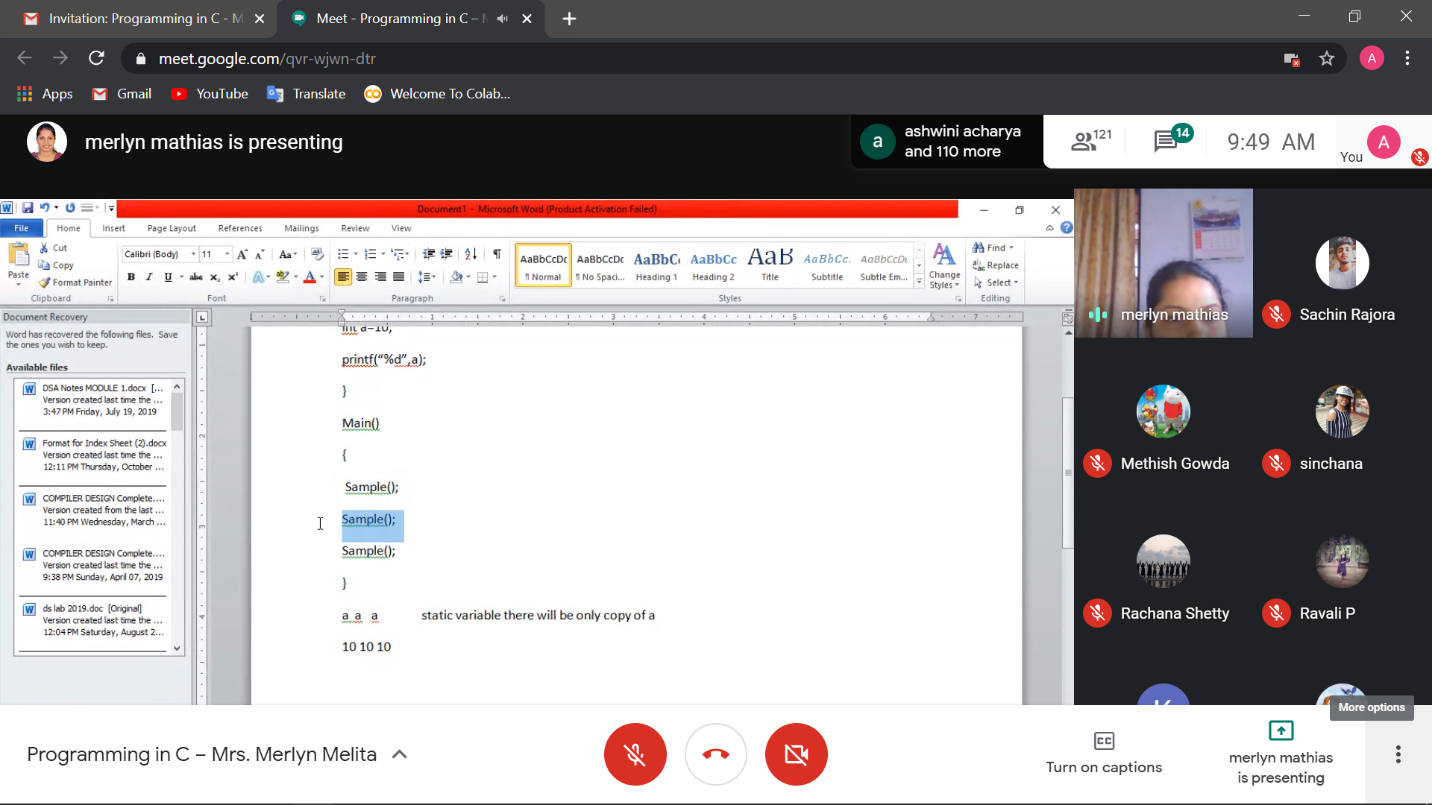 Invitation: Programming in C - M
Meet - Programming in C –
meet.google.com/qvr-wjwn-dtr
A
Apps
Gmail
YouTube
Translate
Welcome To Colab...
merlyn mathias is presenting
a
ashwini acharya
and 110 more
121
14
9:49 AM
You
A
Document1 - Microsoft Word (Product Activation Failed)
File
Home
Insert
Page Layout
References
Mailings
Review
View
Paste
Cut
Copy
Format Painter
Clipboard
Calibri (Body)
11
Font
Paragraph
AaBbCcDc
¶ Normal
AaBbCcDc
¶ No Spaci...
AaBbC
Heading 1
AaBbCc
Heading 2
AaB
Title
AaBbCc.
Subtitle
AaBbCcDc
Subtle Em...
Change
Styles
Styles
Find
Replace
Select
Editing
Document Recovery
Word has recovered the following files. Save
the ones you wish to keep.
Available files
DSA Notes MODULE 1.docx [...
Version created last time the ...
3:47 PM Friday, July 19, 2019
Format for Index Sheet (2).docx
Version created last time the ...
12:11 PM Thursday, October ...
COMPILER DESIGN Complete....
Version created from the last ...
11:40 PM Wednesday, March ...
COMPILER DESIGN Complete....
Version created last time the ...
9:38 PM Sunday, April 07, 2019
ds lab 2019.doc [Original]
Version created last time the ...
12:04 PM Saturday, August 2...
int a=10;
printf(“%d”,a);
}
Main()
{
Sample();
Sample();
Sample();
}
a a a static variable there will be only copy of a
10 10 10
merlyn mathias
Sachin Rajora
Methish Gowda
sinchana
Rachana Shetty
Ravali P
K
More options
Programming in C – Mrs. Merlyn Melita
CC
Turn on captions
merlyn mathias
is presenting